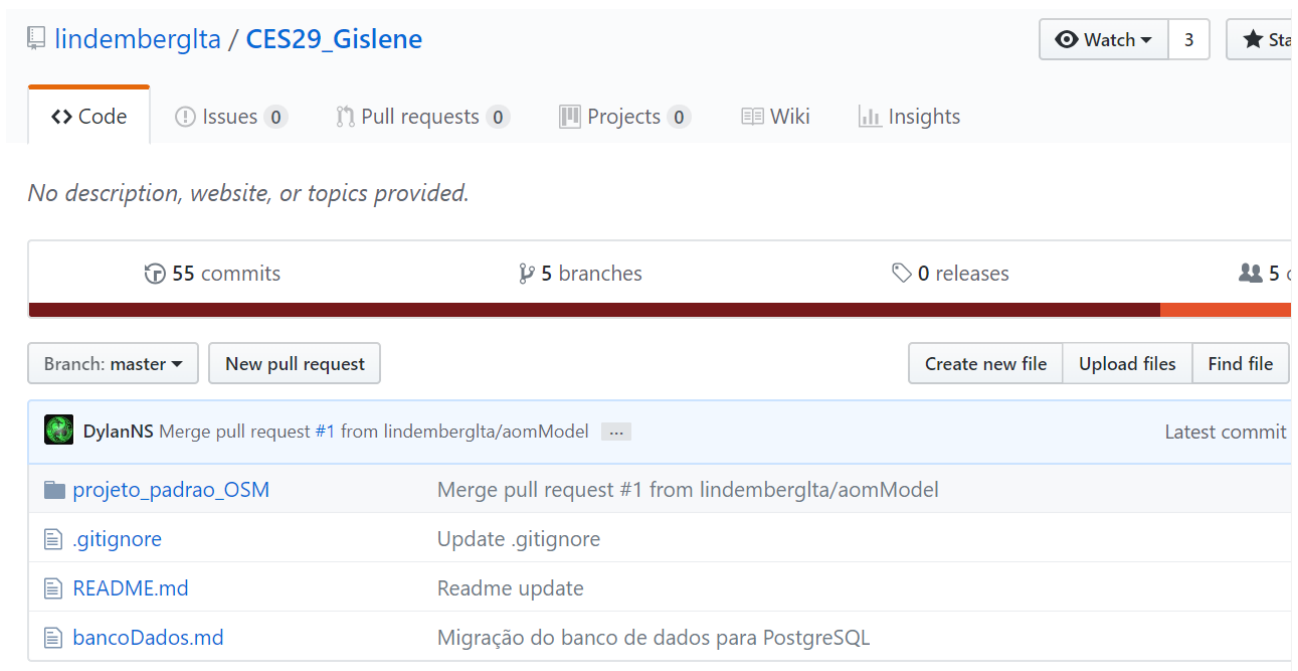 lindemberglta / CES29_Gislene
Watch 3
<> Code Issues 0 Pull requests 0 Projects 0 Wiki Insights
No description, website, or topics provided.
55 commits 5 branches 0 releases 5
Branch: master New pull request Create new file Upload files Find file
DylanNS Merge pull request #1 from lindemberglta/aomModel ... Latest commit
projeto_padrao_OSM Merge pull request #1 from lindemberglta/aomModel
.gitignore Update .gitignore
README.md Readme update
bancoDados.md Migração do banco de dados para PostgreSQL